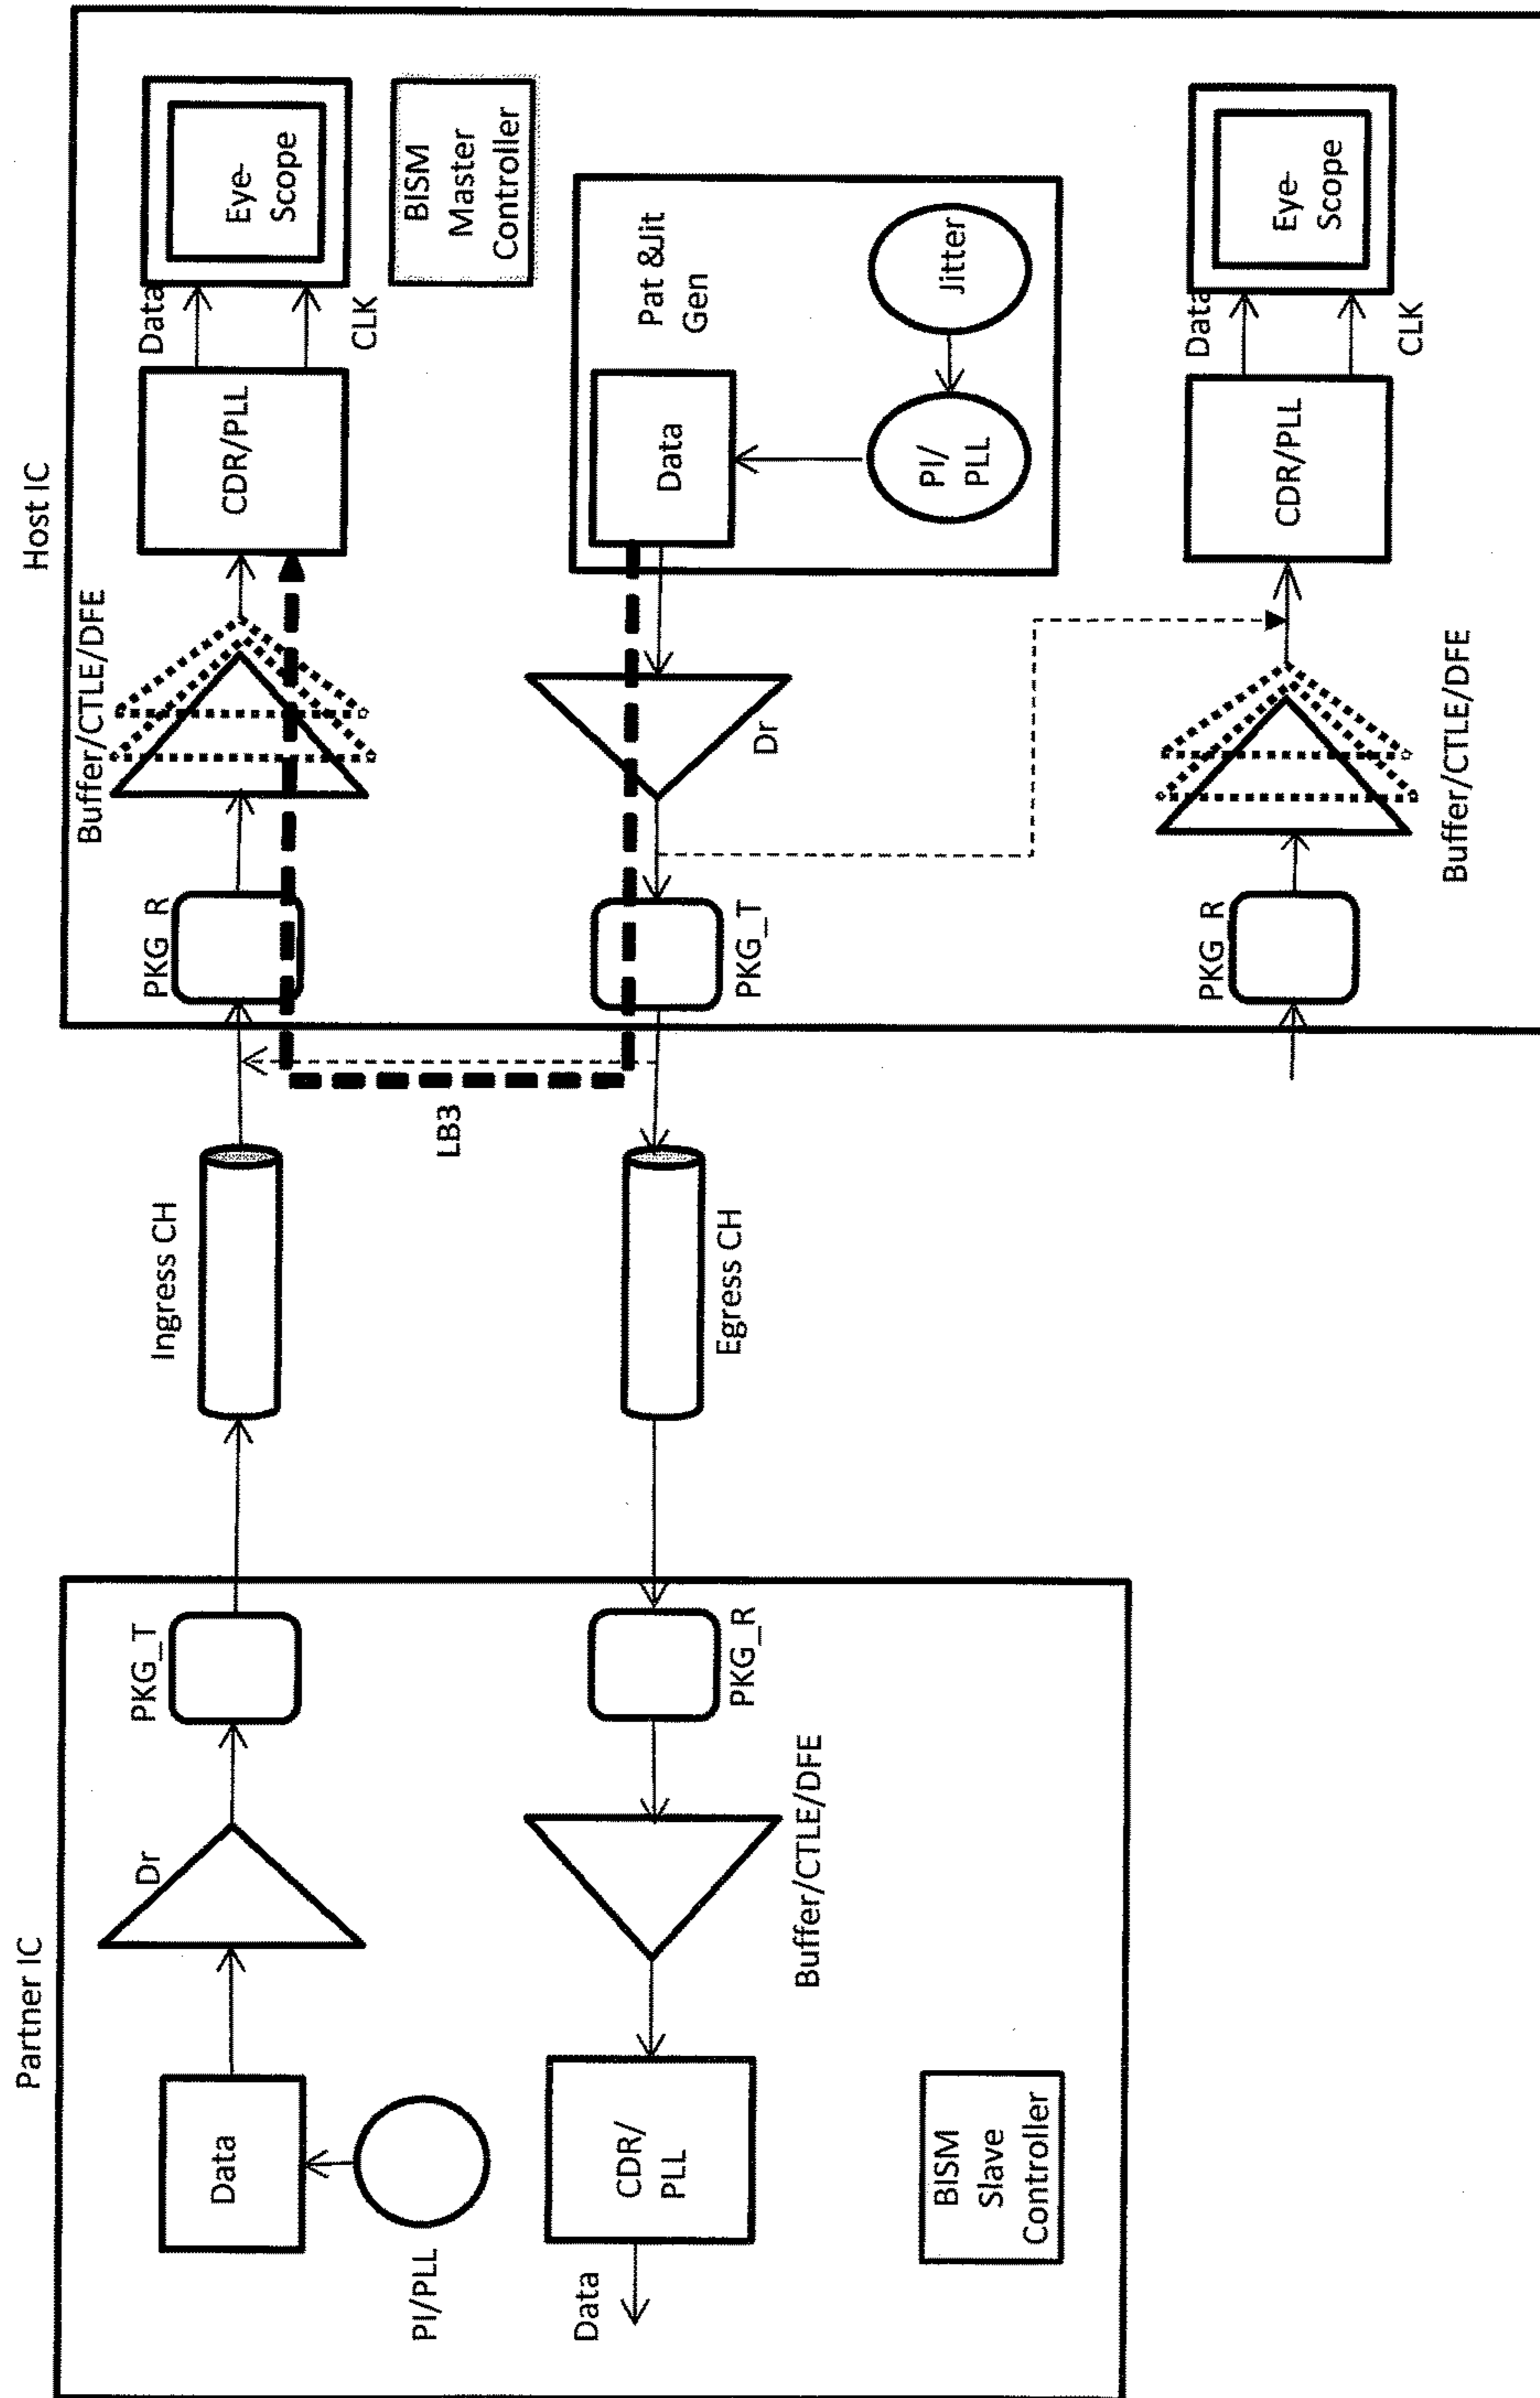 Partner IC
Host IC
Data
PI/PLL
Dr
PKG_T
Ingress CH
PKG_R
Buffer/CTLE/DFE
CDR/PLL
Data
CLK
Eye-
Scope
BISM
Master
Controller
LB3
Data
CDR/
PLL
Buffer/CTLE/DFE
PKG_R
Egress CH
PKG_T
Dr
Data
Pat &Jit
Gen
PI/
PLL
Jitter
BISM
Slave
Controller
PKG_R
Buffer/CTLE/DFE
CDR/PLL
Data
CLK
Eye-
Scope